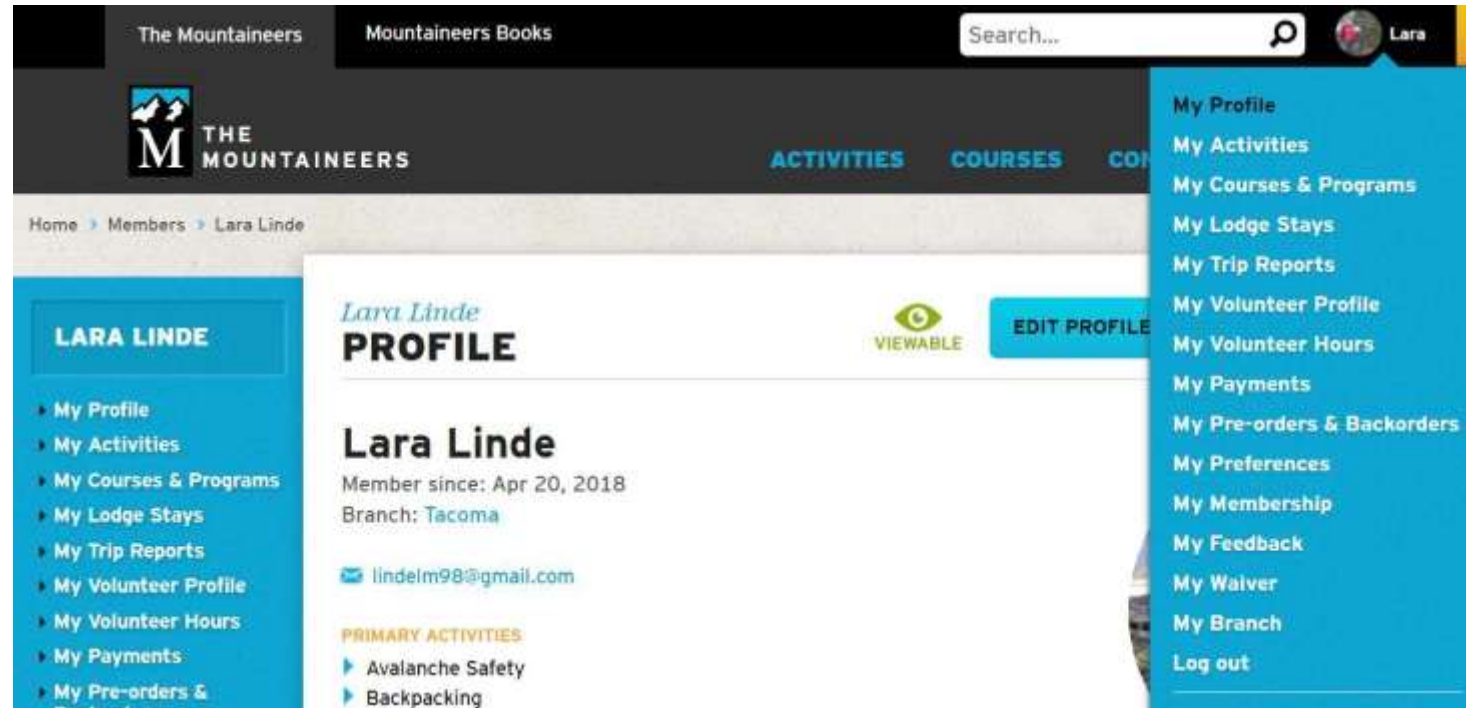 The Mountaineers
Mountaineers Books
Search...
Lara
M THE
MOUNTAINEERS
ACTIVITIES
COURSES
Home › Members › Lara Linde
LARA LINDE
My Profile
My Activities
My Courses & Programs
My Lodge Stays
My Trip Reports
My Volunteer Profile
My Volunteer Hours
My Payments
My Pre-orders &
Lara Linde
PROFILE
VIEWABLE
EDIT PROFILE
Lara Linde
Member since: Apr 20, 2018
Branch: Tacoma
lindelm98@gmail.com
PRIMARY ACTIVITIES
Avalanche Safety
Backpacking
My Profile
My Activities
My Courses & Programs
My Lodge Stays
My Trip Reports
My Volunteer Profile
My Volunteer Hours
My Payments
My Pre-orders & Backorders
My Preferences
My Membership
My Feedback
My Waiver
My Branch
Log out